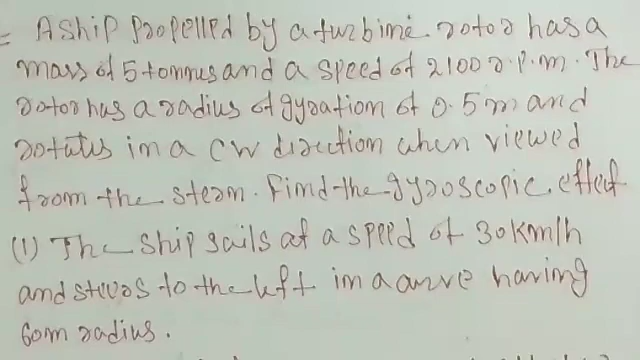 = A ship propelled by a turbine rotor has a
mass of 5 tonnes and a speed of 2100 r.p.m. The
rotor has a radius of gyration of 0.5 m and
rotates in a CW direction when viewed
from the stern. Find the gyroscopic effect
(1) The ship sails at a speed of 30 km/h
and steers to the left in a curve having
60m radius.